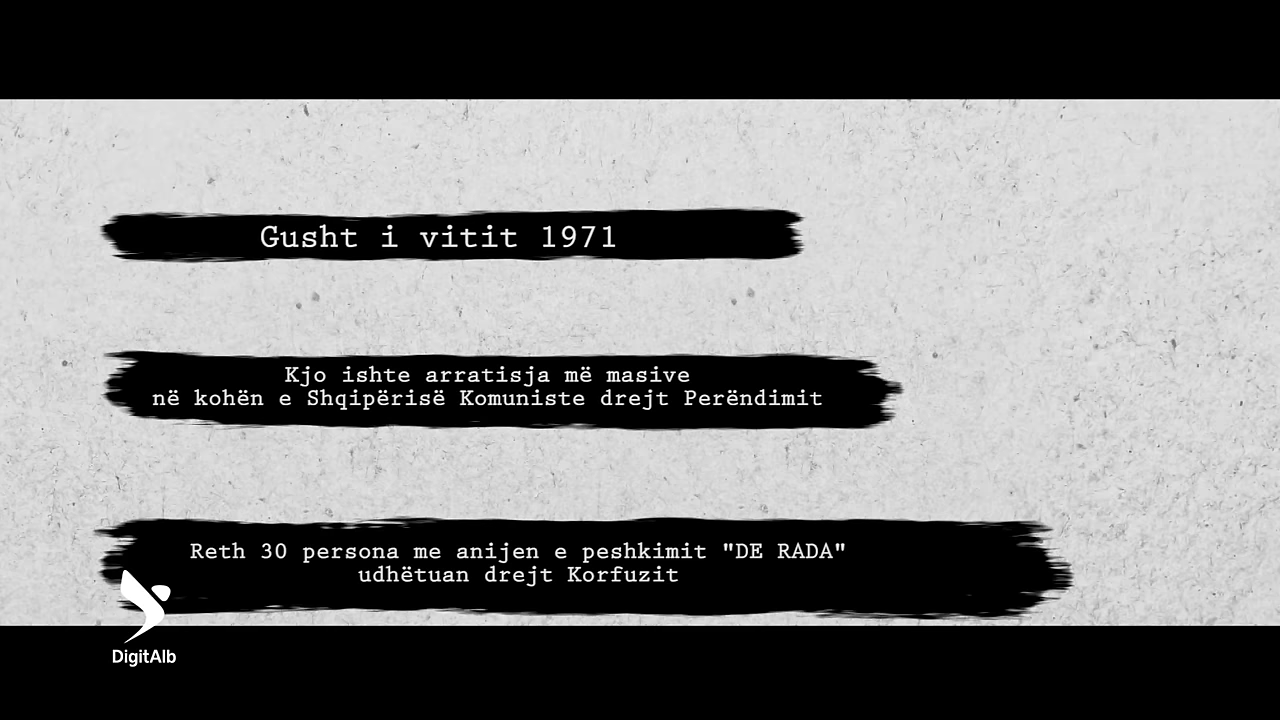 Gusht i vitit 1971
Kjo ishte arratisja më masive
në kohën e Shqipërisë Komuniste drejt Perëndimit
Reth 30 persona me anijen e peshkimit "DE RADA"
udhëtuan drejt Korfuzit
DigitAlb